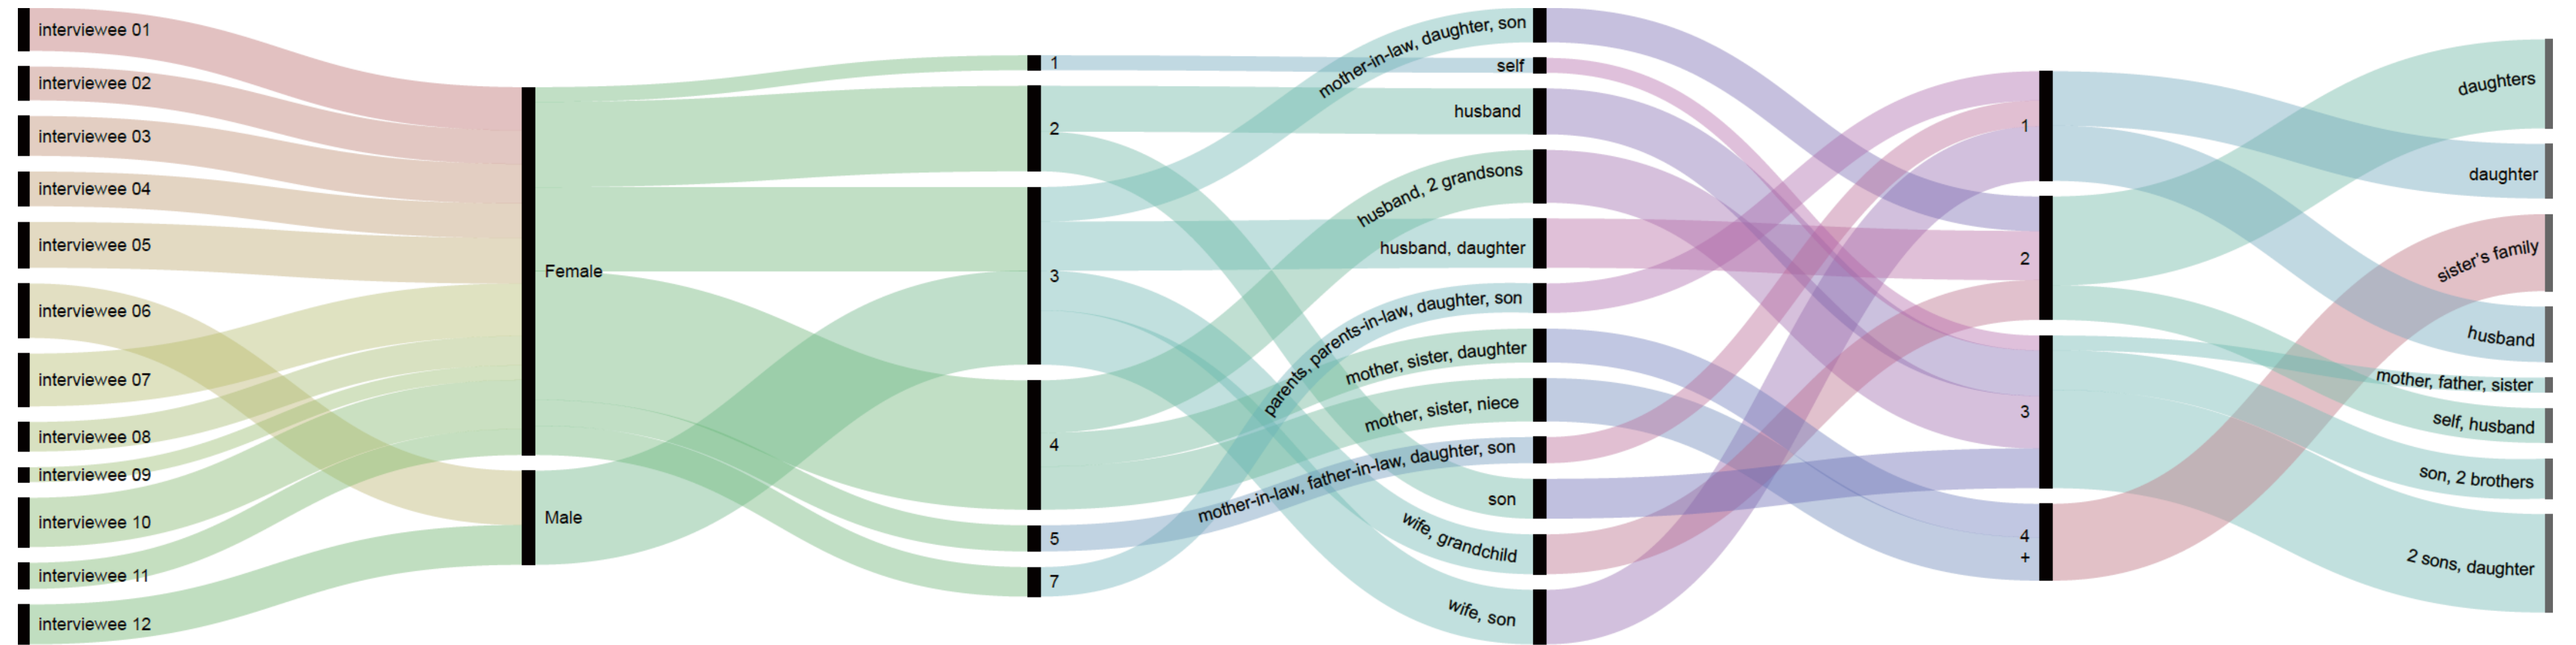 interviewee 01
interviewee 02
interviewee 03
interviewee 04
interviewee 05
interviewee 06
interviewee 07
interviewee 08
interviewee 09
interviewee 10
interviewee 11
interviewee 12
Female
Male
1
2
3
4
5
7
mother-in-law, daughter, son
self
husband
husband, 2 grandsons
husband, daughter
parents, parents-in-law, daughter, son
mother, sister, daughter
mother, sister, niece
mother-in-law, father-in-law, daughter, son
son
wife, grandchild
wife, son
1
2
3
4
+
daughters
daughter
sister's family
husband
mother, father, sister
self, husband
son, 2 brothers
2 sons, daughter